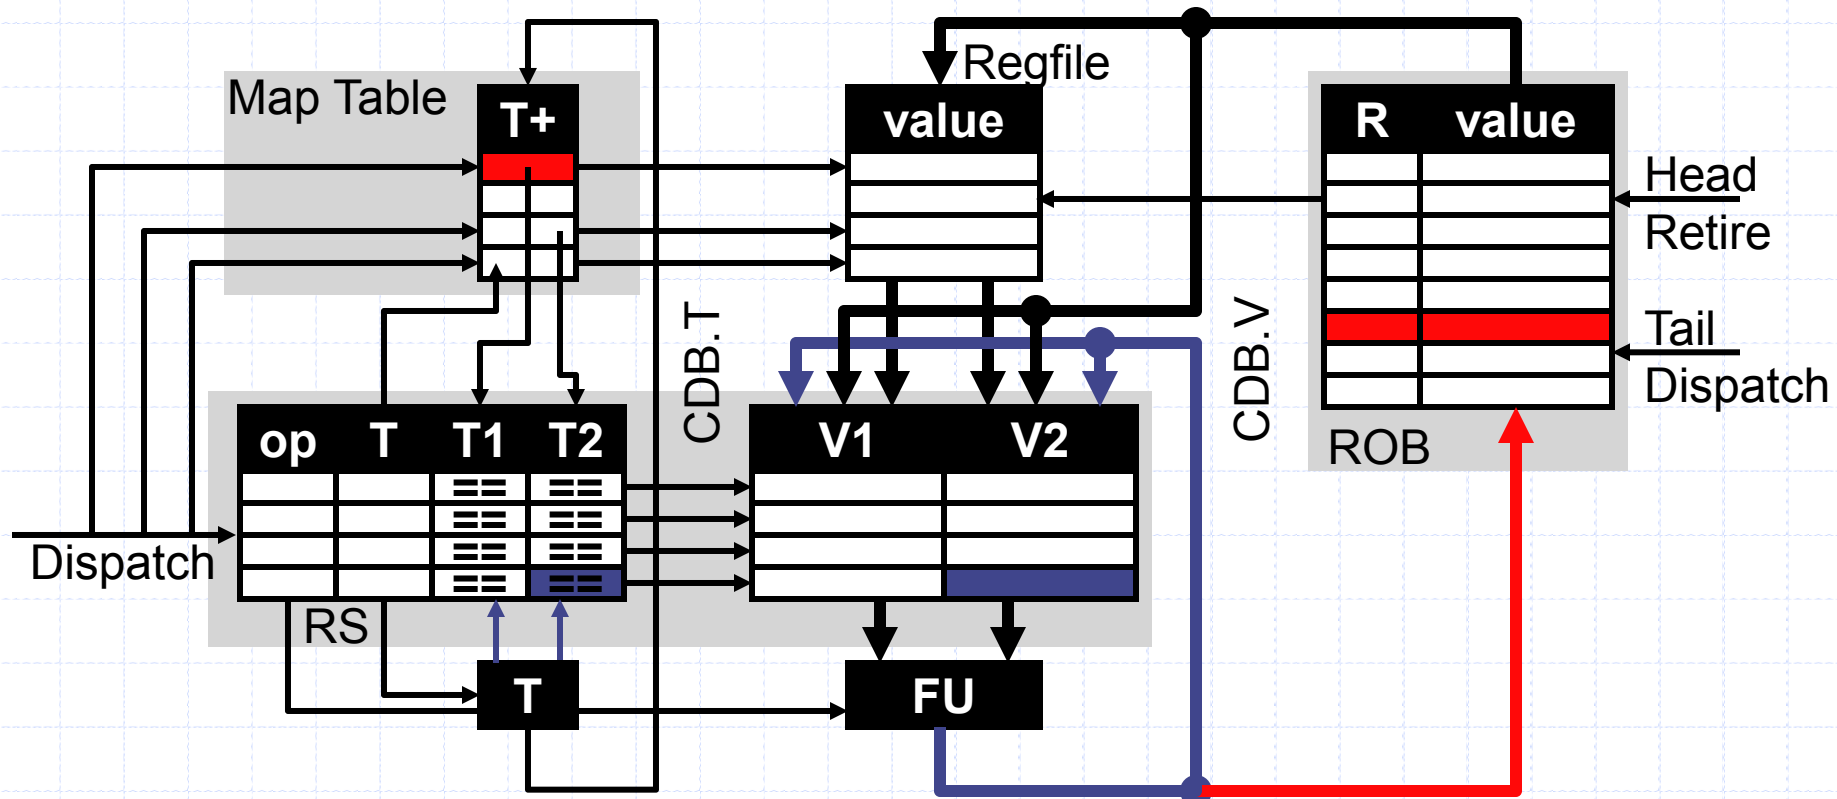 Map Table
T+
Regfile
value
R value
Head
Retire
Tail
Dispatch
CDB.T
CDB.V
ROB
op T T1 T2
V1 V2
== ==
== ==
== ==
== ==
== ==
== ==
== ==
== ==
Dispatch
RS
T
FU